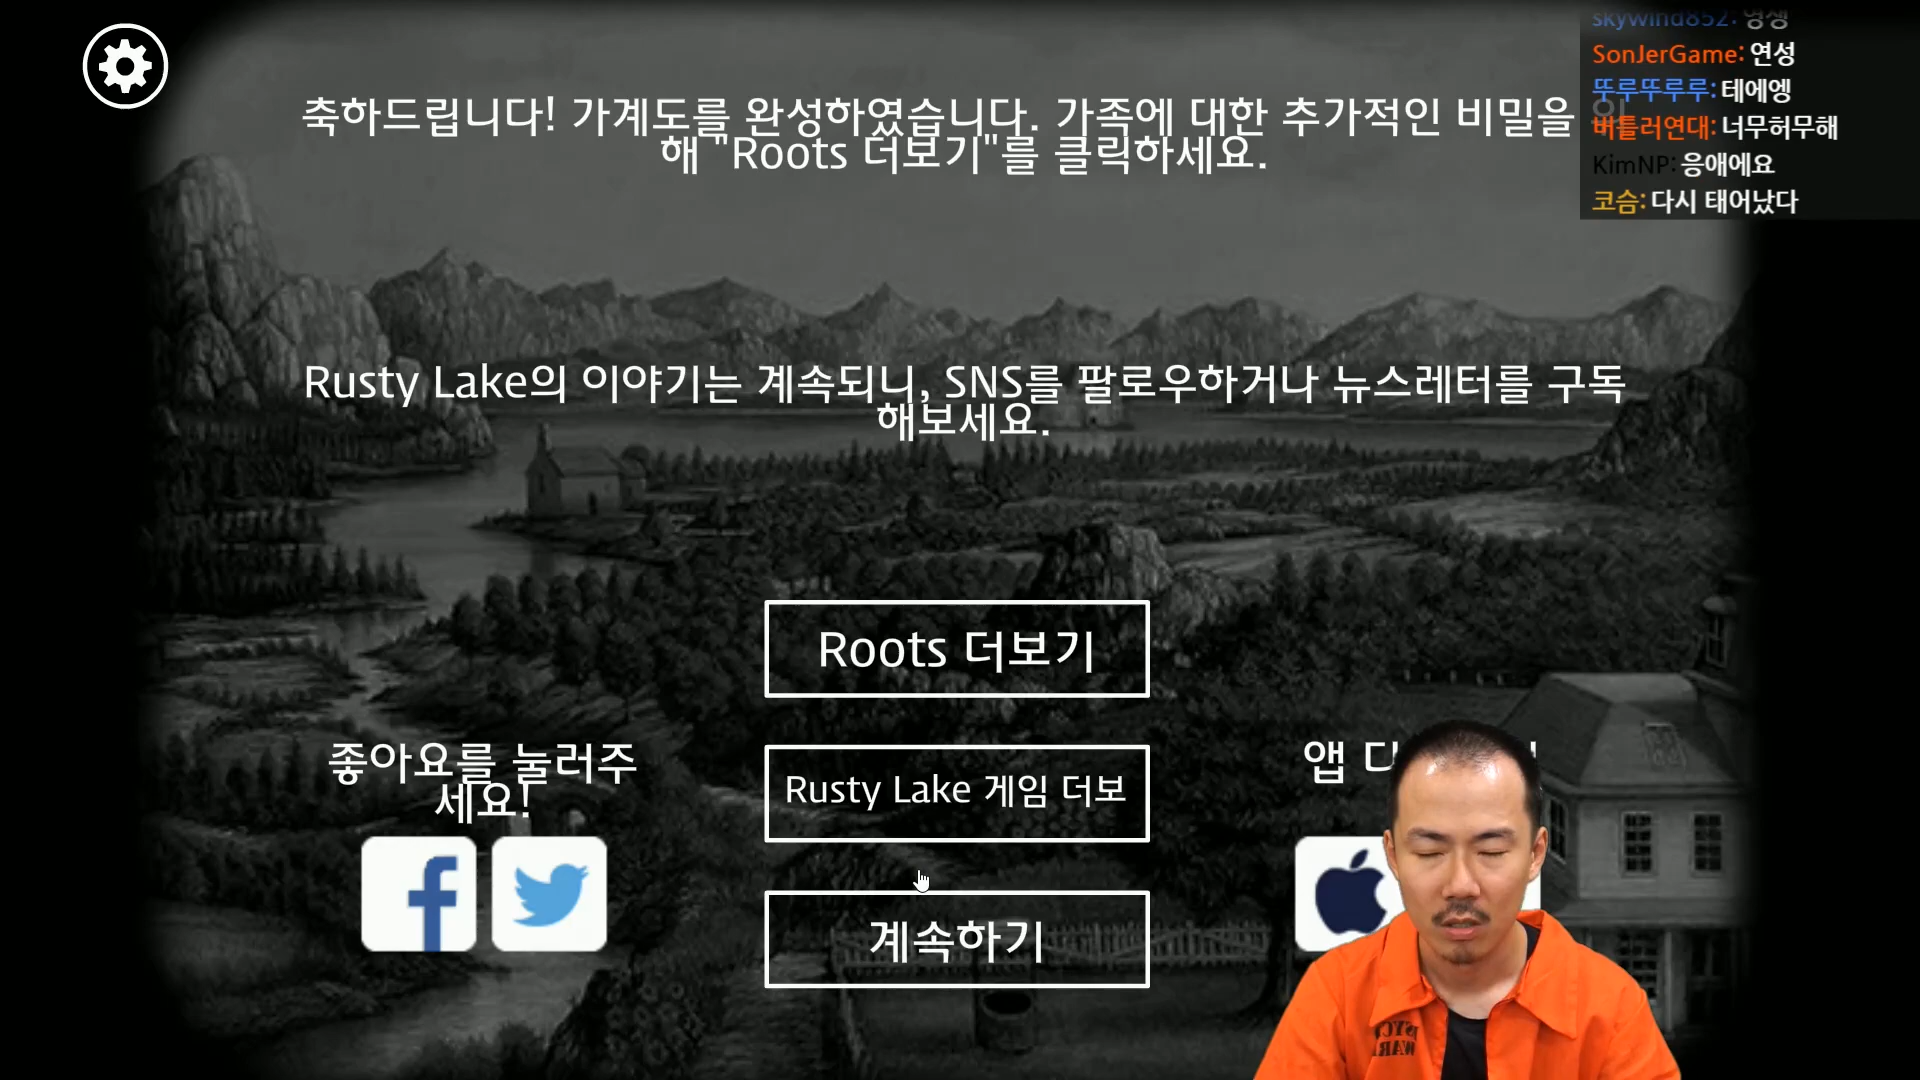 skywind852: 영생
SonJerGame: 연성
뚜루뚜루루: 테에엥
버틀러연대: 너무허무해
KimNP: 응애에요
코슴: 다시 태어났다
축하드립니다! 가계도를 완성하였습니다. 가족에 대한 추가적인 비밀을 위
해 "Roots 더보기"를 클릭하세요.
Rusty Lake의 이야기는 계속되니, SNS를 팔로우하거나 뉴스레터를 구독
해보세요.
Roots 더보기
좋아요를 눌러주
세요!
Rusty Lake 게임 더보
앱
계속하기